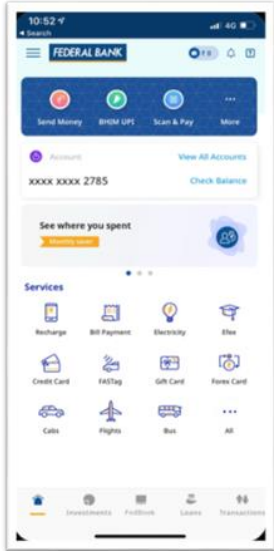 10:52
4G
Search
FEDERAL BANK
Send Money BHIM UPI Scan & Pay More
Account View All Accounts
xxxx xxxx 2785 Check Balance
See where you spent
Services
Recharge Bill Payment Electricity Efee
Credit Card FASTag Gift Card Forex Card
Cabs Flights Bus All
Investments FedBook Loans Transactions